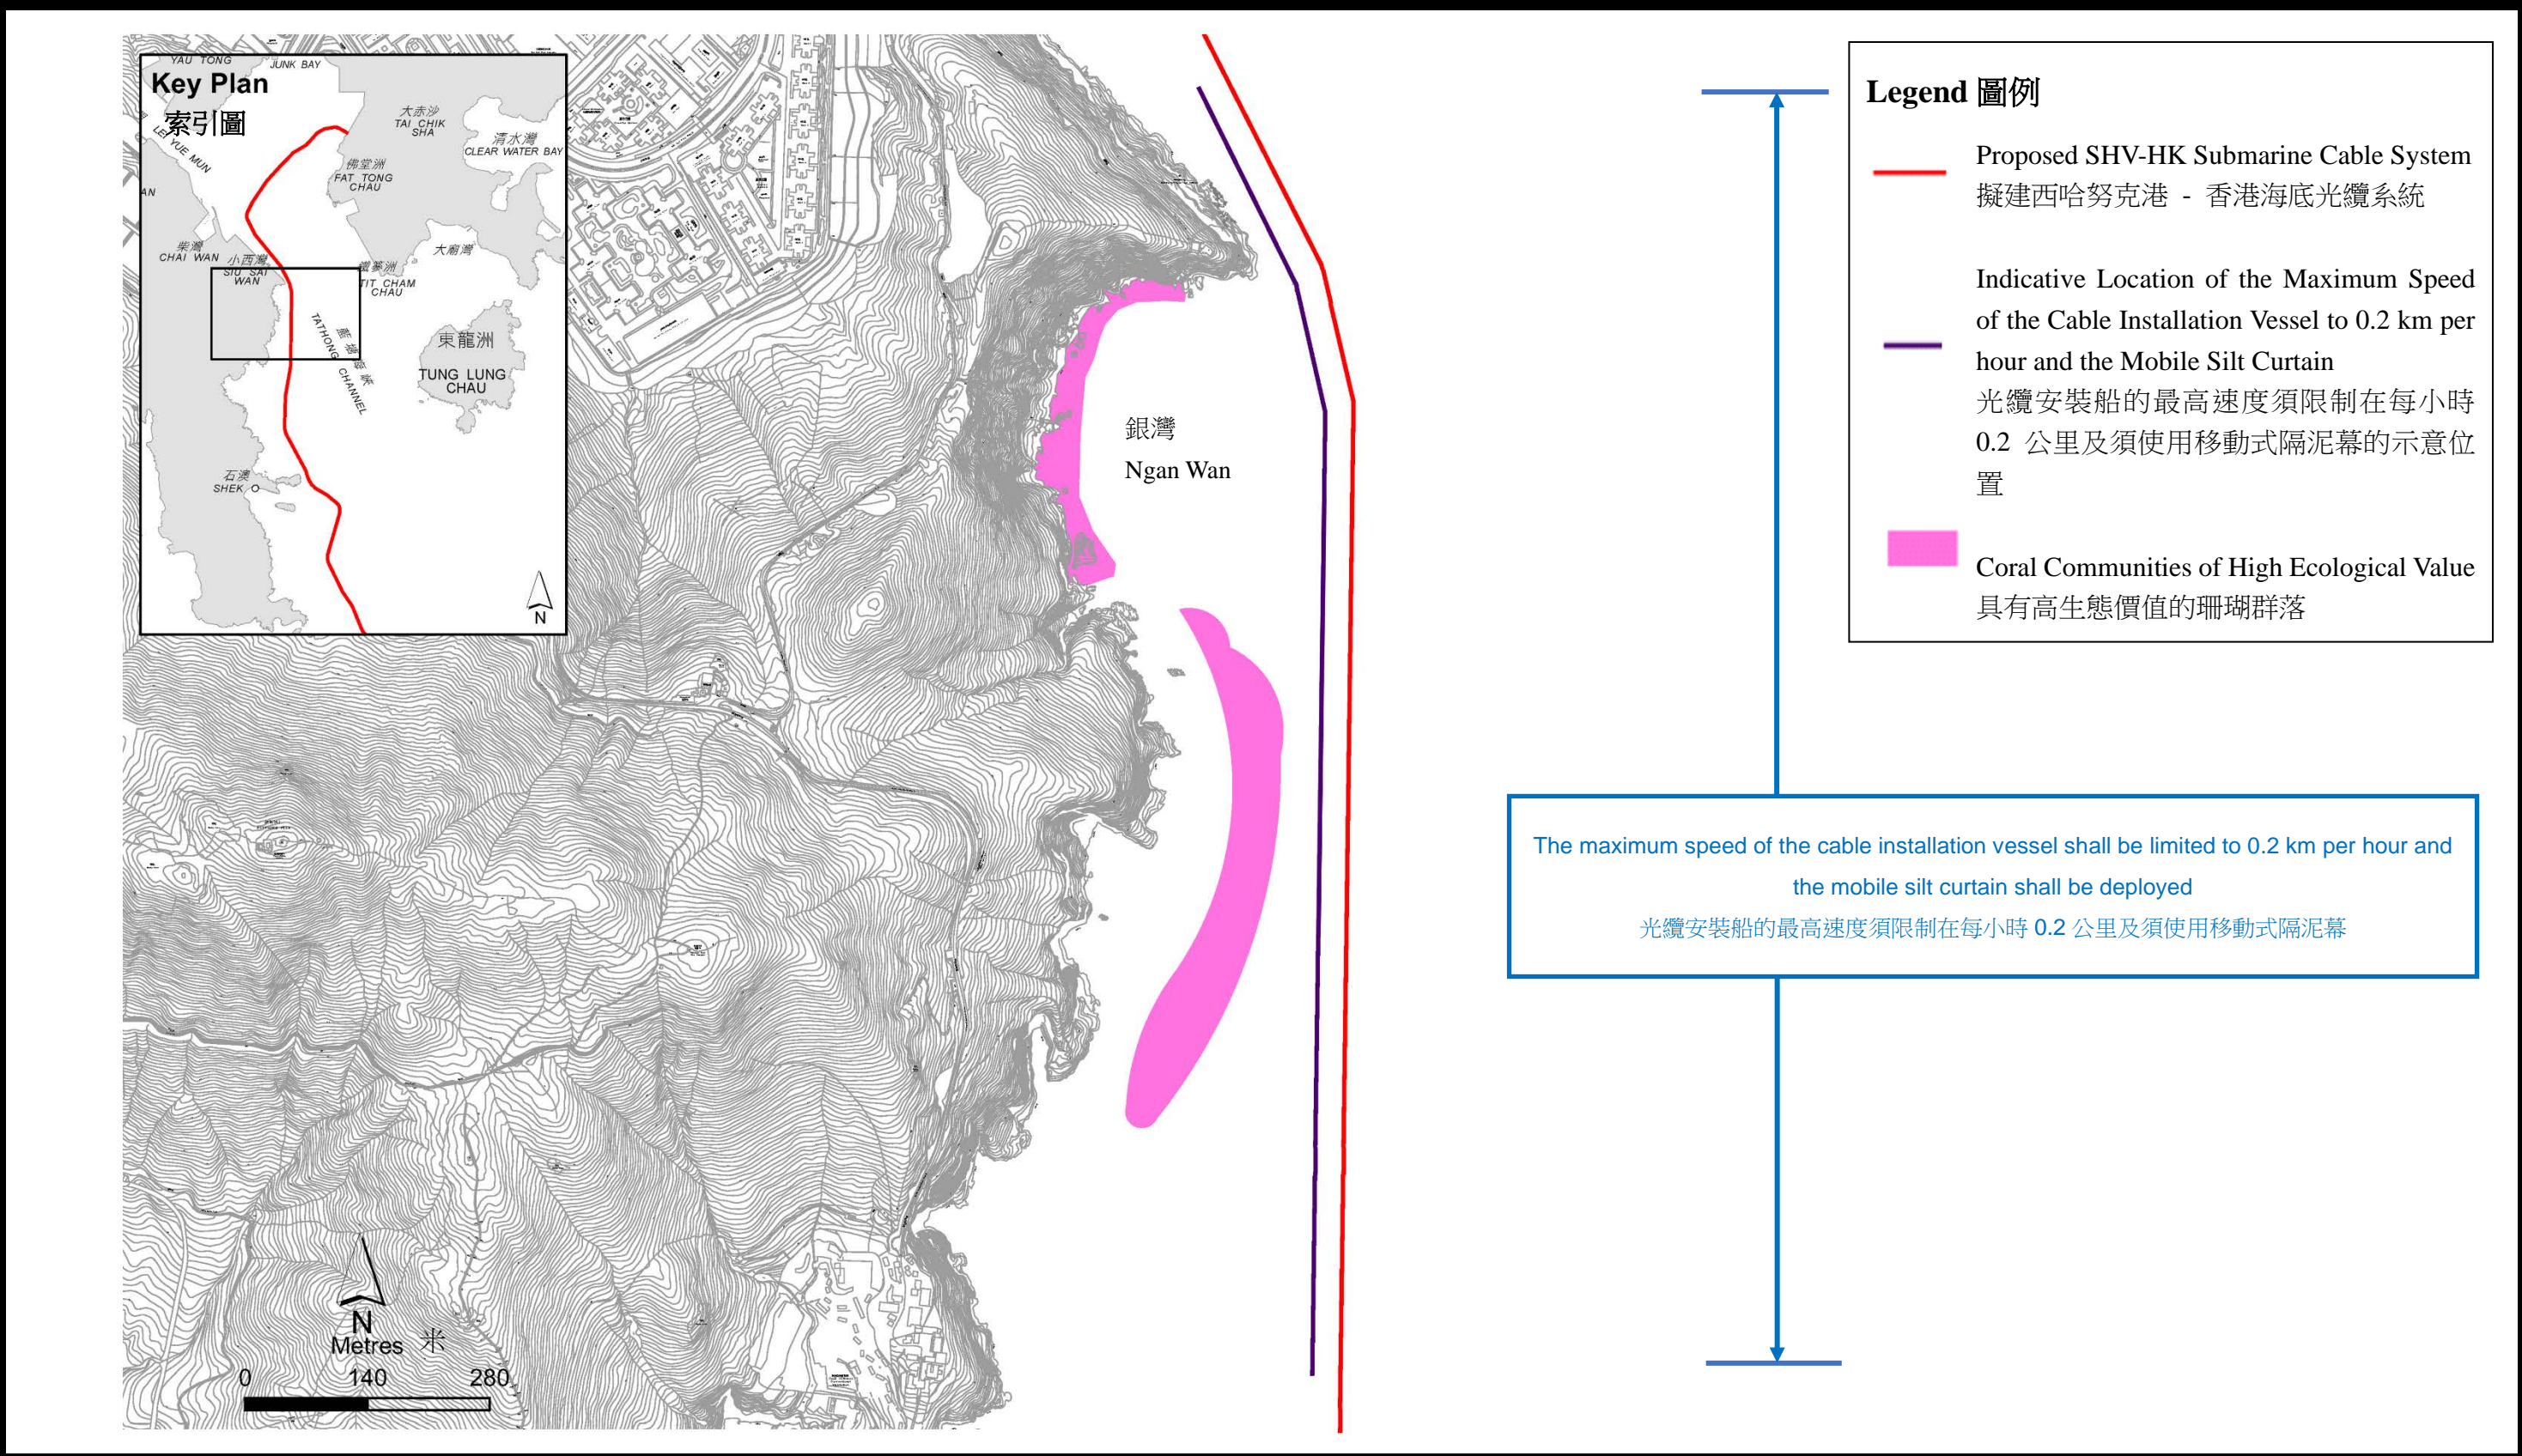 Key Plan
索引圖
YAU TONG
JUNK BAY
LEI YUE MUN
大赤沙
TAI CHIK
SHA
清水灣
CLEAR WATER BAY
佛堂洲
FAT TONG
CHAU
AN
柴灣
CHAI WAN
小西灣
SIU SAI
WAN
大廟灣
TIT CHAM
CHAU
TATHONG CHANNEL
東龍洲
TUNG LUNG
CHAU
石澳
SHEK O
N
銀灣
Ngan Wan
N
Metres 米
0 140 280
Legend 圖例
Proposed SHV-HK Submarine Cable System
擬建西哈努克港 - 香港海底光纜系統
Indicative Location of the Maximum Speed
of the Cable Installation Vessel to 0.2 km per
hour and the Mobile Silt Curtain
光纜安裝船的最高速度須限制在每小時
0.2 公里及須使用移動式隔泥幕的示意位
置
Coral Communities of High Ecological Value
具有高生態價值的珊瑚群落
The maximum speed of the cable installation vessel shall be limited to 0.2 km per hour and
the mobile silt curtain shall be deployed
光纜安裝船的最高速度須限制在每小時 0.2 公里及須使用移動式隔泥幕